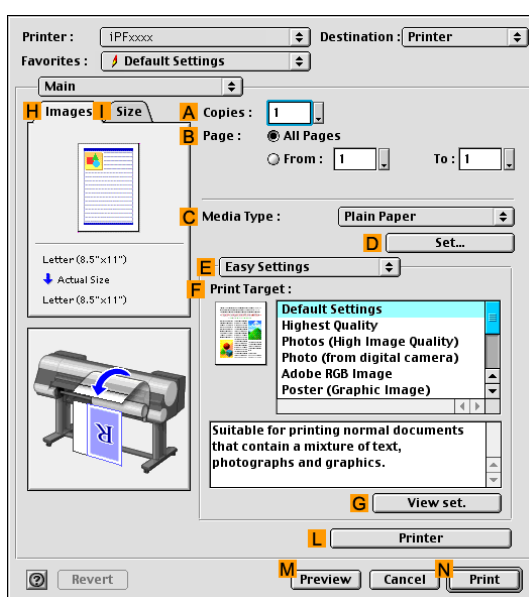 Printer : iPFxxxx Destination : Printer
Favorites : Default Settings
Main
H Images I Size
A Copies : 1
B Page : All Pages
From : 1 To : 1
C Media Type : Plain Paper
D Set...
Letter (8.5"x11")
Actual Size
Letter (8.5"x11")
E Easy Settings
F Print Target :
Default Settings
Highest Quality
Photos (High Image Quality)
Photo (from digital camera)
Adobe RGB Image
Poster (Graphic Image)
R
Suitable for printing normal documents
that contain a mixture of text,
photographs and graphics.
G View set.
L Printer
? Revert M Preview Cancel N Print